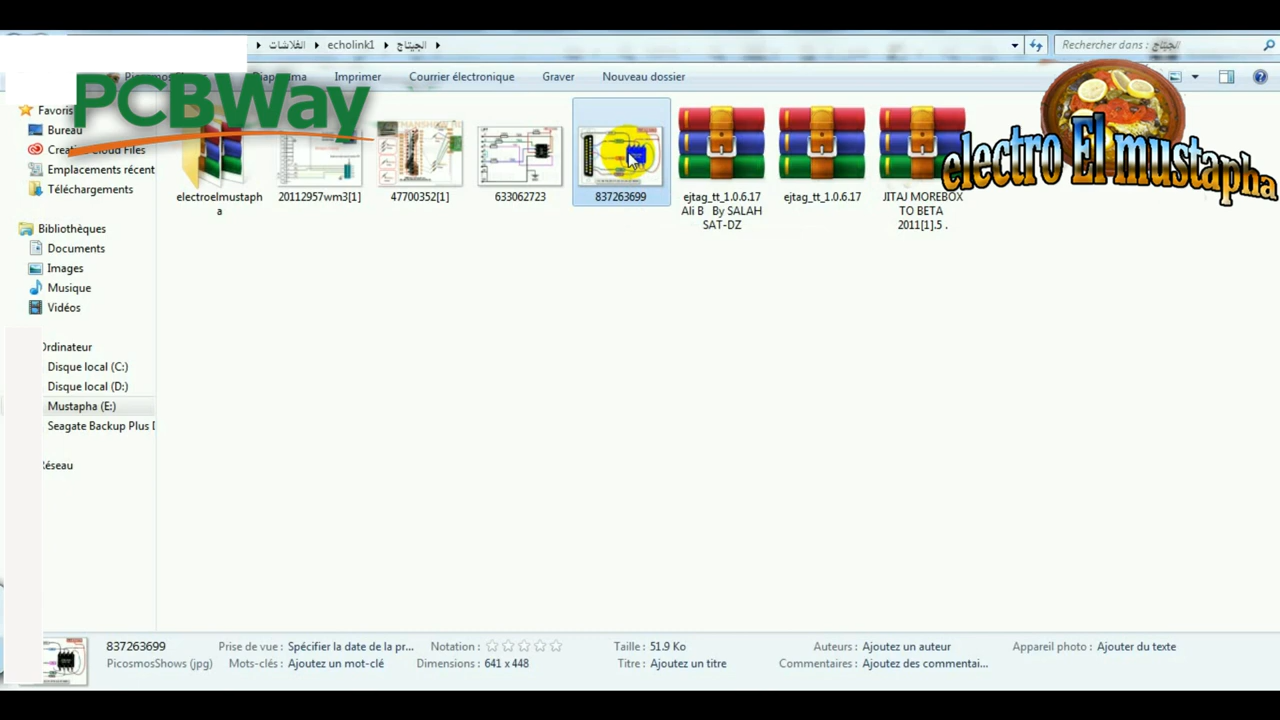 الفلاشات ▸ echolink1 ▸ الجيتاج ▸
Rechercher dans : الجيتاج
Imprimer Courrier électronique Graver Nouveau dossier
PCBWay
electro El mustapha
Favoris
Bureau
Creative Cloud Files
Emplacements récent
Téléchargements
Bibliothèques
Documents
Images
Musique
Vidéos
Ordinateur
Disque local (C:)
Disque local (D:)
Mustapha (E:)
Seagate Backup Plus D
Réseau
electroelmustaph
a
20112957wm3[1]
47700352[1]
633062723
837263699
ejtag_tt_1.0.6.17
Ali B By SALAH
SAT-DZ
ejtag_tt_1.0.6.17
JITAJ MOREBOX
TO BETA
2011[1].5 .
837263699 Prise de vue : Spécifier la date de la pr... Notation : Taille : 51.9 Ko Auteurs : Ajoutez un auteur Appareil photo : Ajouter du texte
PicosmosShows (jpg) Mots-clés : Ajoutez un mot-clé Dimensions : 641 x 448 Titre : Ajoutez un titre Commentaires : Ajoutez des commentai...